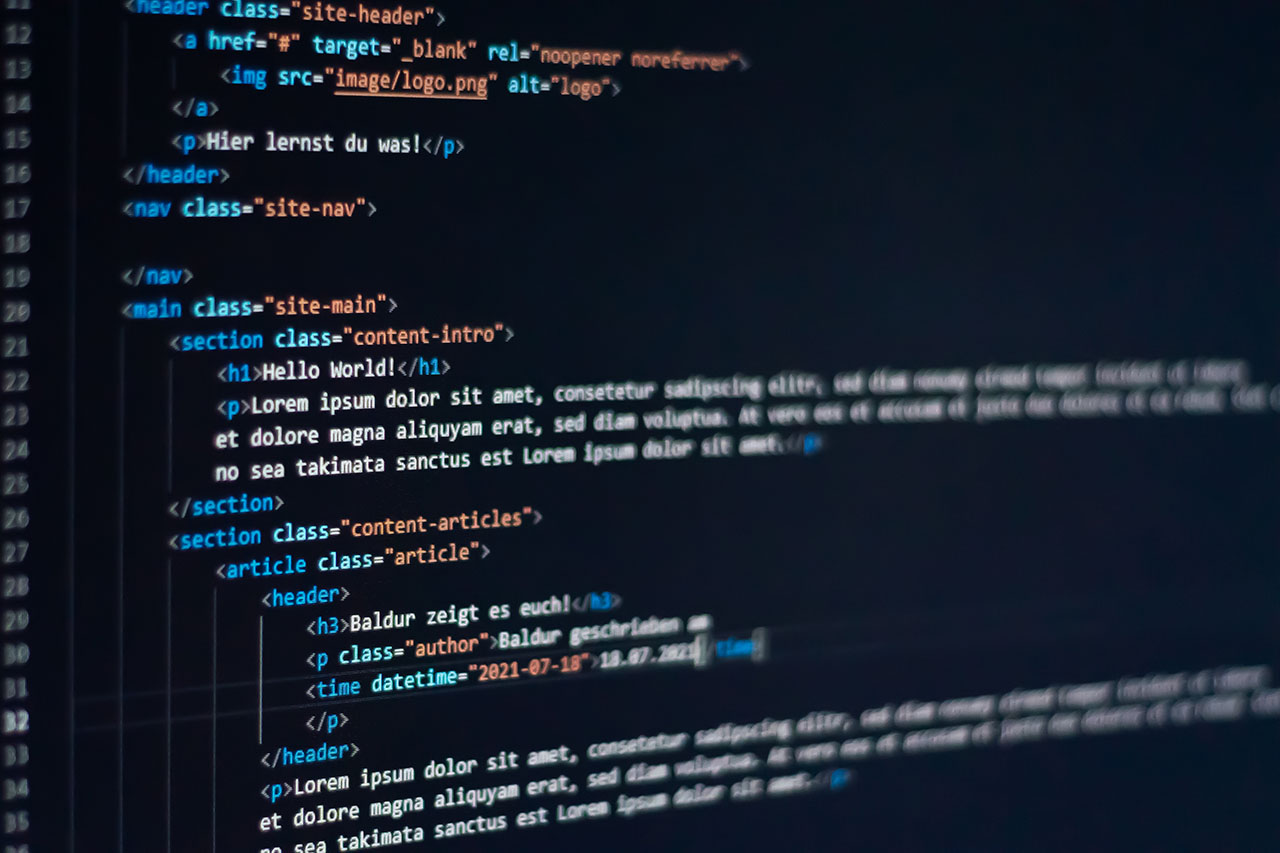 11 <header class="site-header">
12 <a href="#" target="_blank" rel="noopener noreferrer">
13 <img src="image/logo.png" alt="logo">
14 </a>
15 <p>Hier lernst du was!</p>
16 </header>
17 <nav class="site-nav">
18
19 </nav>
20 <main class="site-main">
21 <section class="content-intro">
22 <h1>Hello World!</h1>
23 <p>Lorem ipsum dolor sit amet, consetetur sadipscing elitr, sed diam nonumy eirmod tempor invidunt ut labore
24 et dolore magna aliquyam erat, sed diam voluptua. At vero eos et accusam et justo duo dolores et ea rebum.
25 no sea takimata sanctus est Lorem ipsum dolor sit amet.</p>
26 </section>
27 <section class="content-articles">
28 <article class="article">
29 <header>
30 <h3>Baldur zeigt es euch!</h3>
31 <p class="author">Baldur geschrieben am
32 <time datetime="2021-07-18">18.07.2021</time>
33 </p>
34 </header>
35 <p>Lorem ipsum dolor sit amet, consetetur sadipscing elitr, sed diam nonumy eirmod tempor invidunt ut labore
et dolore magna aliquyam erat, sed diam voluptua. At vero eos et accusam et justo duo dolores et ea rebum.
no sea takimata sanctus est Lorem ipsum dolor sit amet.</p>